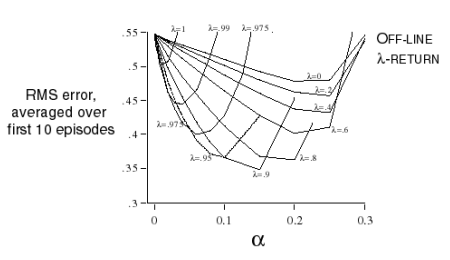 .55
λ=1
λ=.99
λ=.975
OFF-LINE
λ-RETURN
.5
λ=0
λ=.2
RMS error,
averaged over
first 10 episodes
.45
λ=.4
λ=.975
λ=.6
.4
λ=.95
λ=.8
.35
λ=.9
.3
0
0.1
0.2
0.3
α